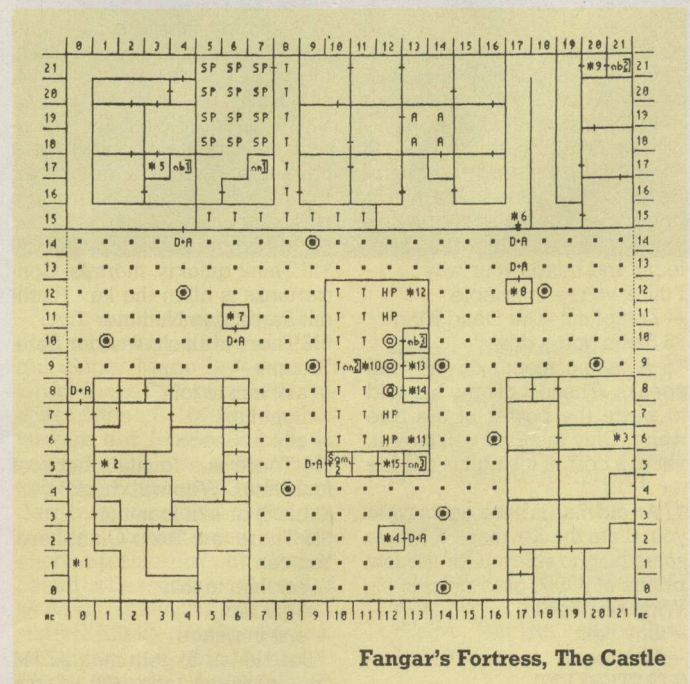 0 1 2 3 4 5 6 7 8 9 10 11 12 13 14 15 16 17 18 19 20 21
21 SP SP SP T *9 nb2 21
20 SP SP SP T 20
19 SP SP SP T A A 19
18 SP SP SP T A A 18
17 *5 T 17
16 T 16
15 T T T T T T *6 15
14 D+A D+A 14
13 D+A 13
12 D+A T T HP *12 *8 12
11 *7 T T HP 11
10 D+A T T 10
9 T *10 *13 9
8 D+A T T *14 8
7 T T HP 7
6 T T HP *11 *3 6
5 *2 D+A Sqm 2 *15 5
4 4
3 3
2 *4 D+A 2
1 *1 1
0 0
mc 0 1 2 3 4 5 6 7 8 9 10 11 12 13 14 15 16 17 18 19 20 21 mc
Fangar's Fortress, The Castle